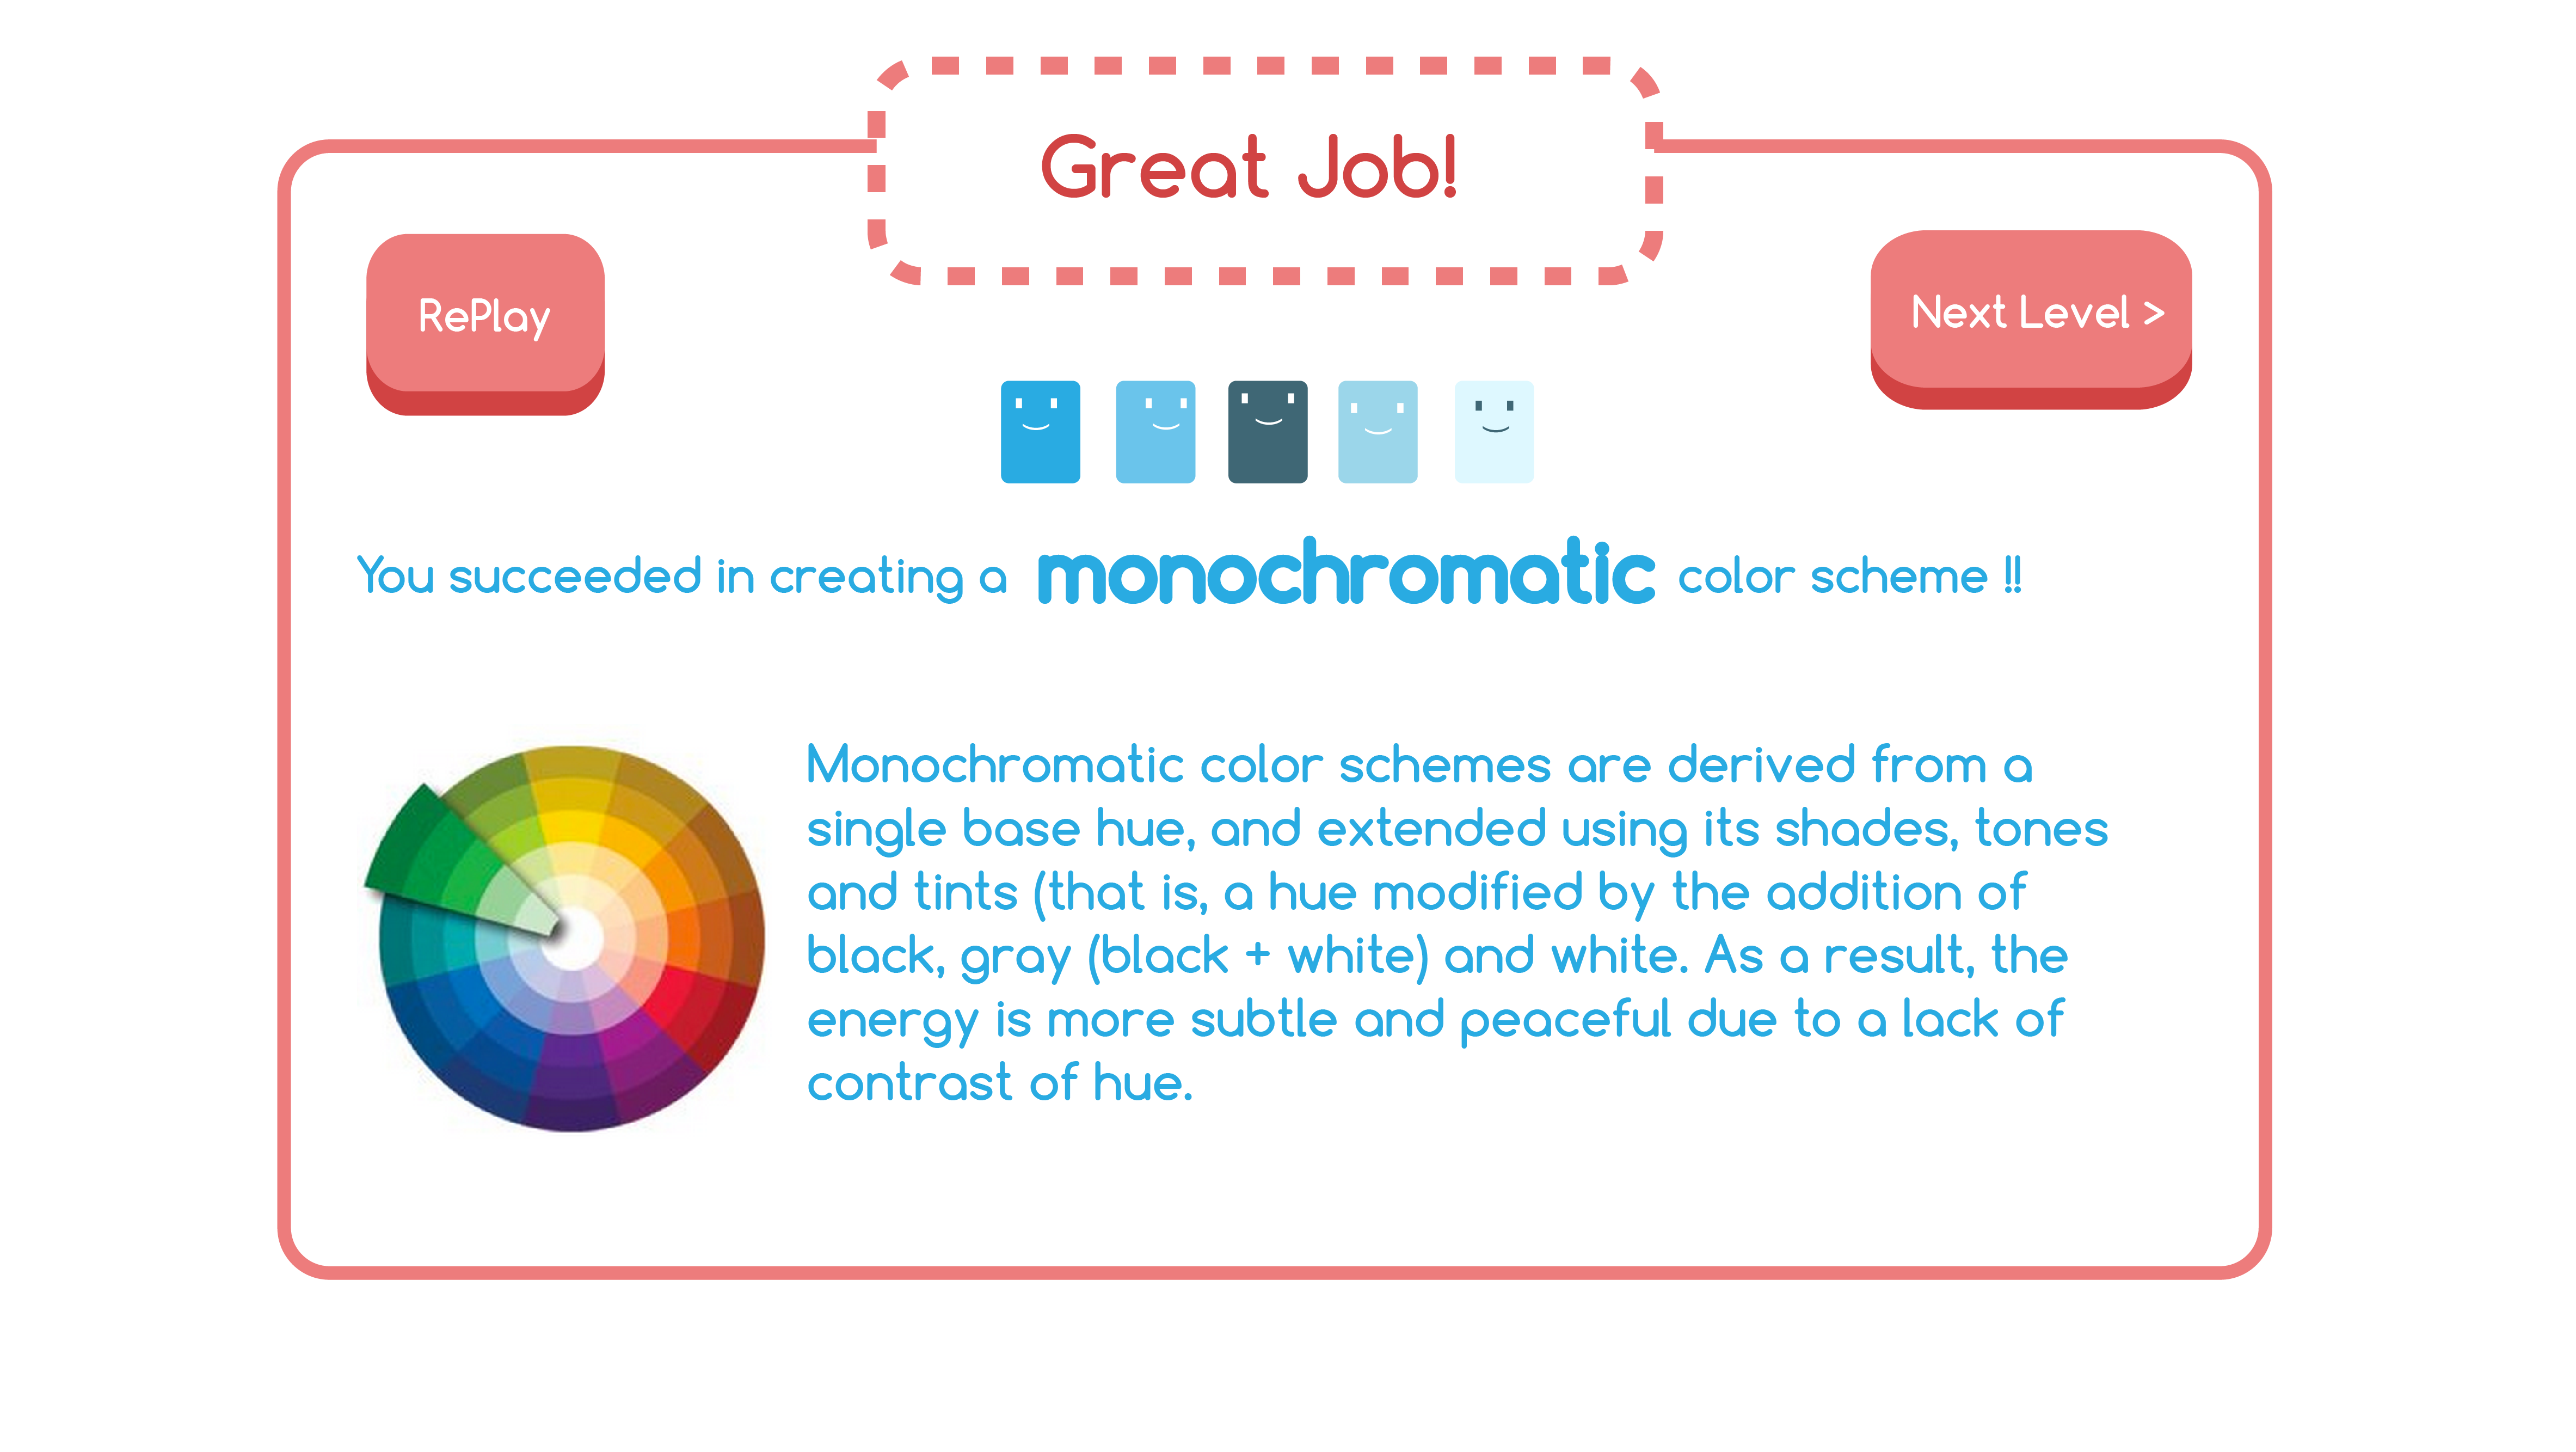 Great Job!
RePlay
Next Level >
You succeeded in creating a monochromatic color scheme !!
Monochromatic color schemes are derived from a
single base hue, and extended using its shades, tones
and tints (that is, a hue modified by the addition of
black, gray (black + white) and white. As a result, the
energy is more subtle and peaceful due to a lack of
contrast of hue.